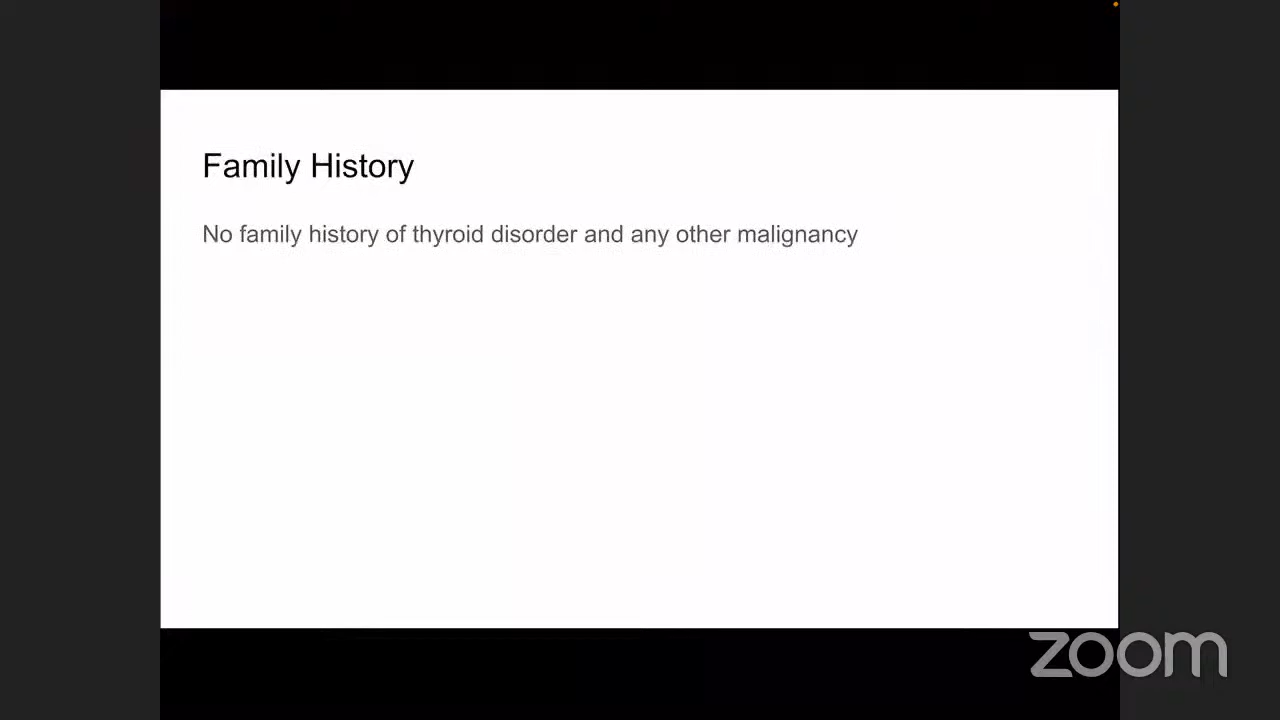 Family History
No family history of thyroid disorder and any other malignancy
zoom